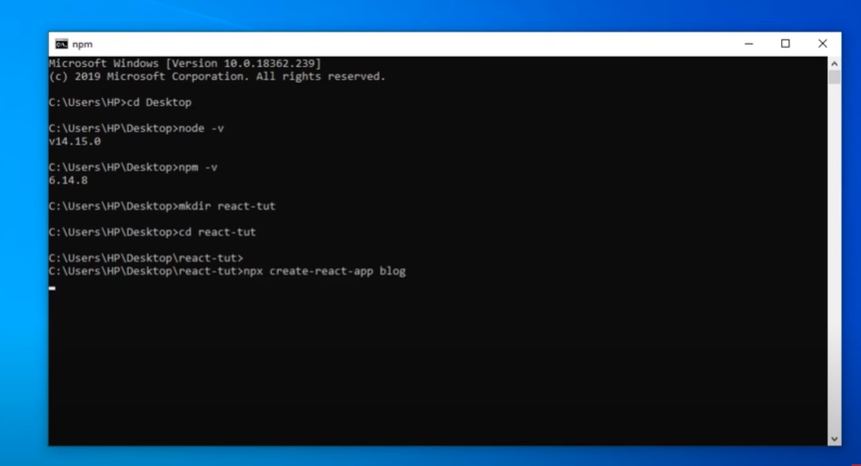 npm
Microsoft Windows [Version 10.0.18362.239]
(c) 2019 Microsoft Corporation. All rights reserved.
C:\Users\HP>cd Desktop
C:\Users\HP\Desktop>node -v
v14.15.0
C:\Users\HP\Desktop>npm -v
6.14.8
C:\Users\HP\Desktop>mkdir react-tut
C:\Users\HP\Desktop>cd react-tut
C:\Users\HP\Desktop\react-tut>
C:\Users\HP\Desktop\react-tut>npx create-react-app blog